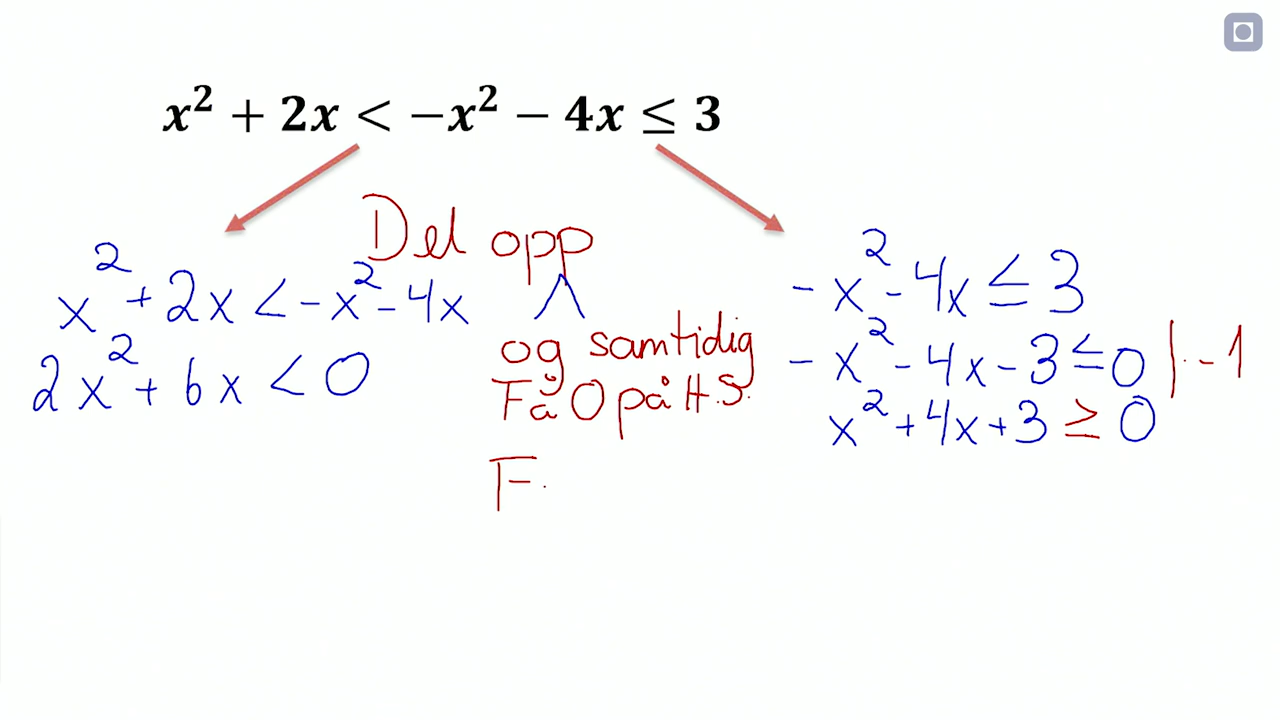 x² + 2x < −x² − 4x ≤ 3
Del opp
x² + 2x < -x² - 4x
∧
-x² - 4x ≤ 3
og samtidig
2x² + 6x < 0
-x² - 4x - 3 ≤ 0 | · -1
Få 0 på H.S.
x² + 4x + 3 ≥ 0
F